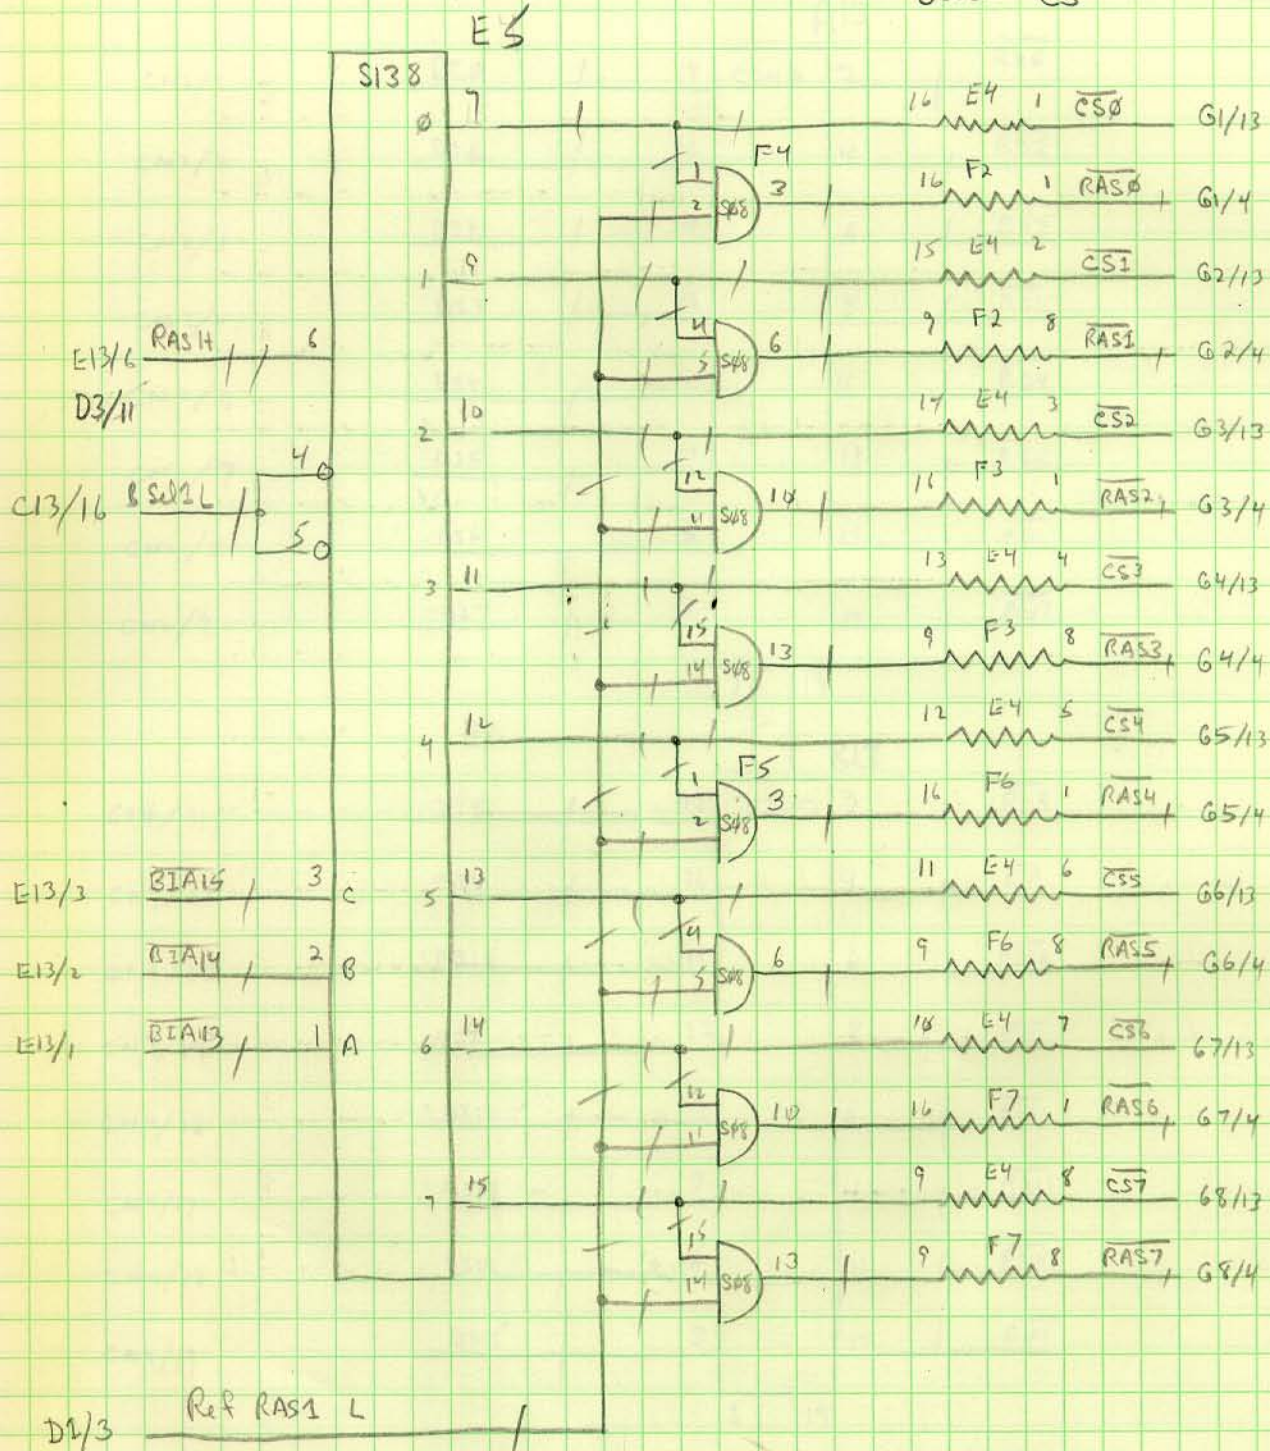 E5
S138
0 7 16 E4 1 CS0 G1/13
F4
1 2 S08 3 16 F2 1 RAS0 G1/4
1 9 15 E4 2 CS1 G2/13
4 5 S08 6 9 F2 8 RAS1 G2/4
E13/6 RASH 6
D3/11
2 10 E4 3 CS2 G3/13
4
12 11 S08 10 16 F3 1 RAS2 G3/4
C13/16 BSel1L
5
3 11 13 E4 4 CS3 G4/13
15 14 S08 13 9 F3 8 RAS3 G4/4
4 12 12 E4 5 CS4 G5/13
F5
1 2 S08 3 16 F6 1 RAS4 G5/4
E13/3 BIA15 3 C 5 13 11 E4 6 CS5 G6/13
E13/2 BIA14 2 B 4 5 S08 6 9 F6 8 RAS5 G6/4
E13/1 BIA13 1 A 6 14 10 E4 7 CS6 G7/13
12 11 S08 10 16 F7 1 RAS6 G7/4
7 15 9 E4 8 CS7 G8/13
15 14 S08 13 9 F7 8 RAS7 G8/4
Ref RAS1 L
D1/3